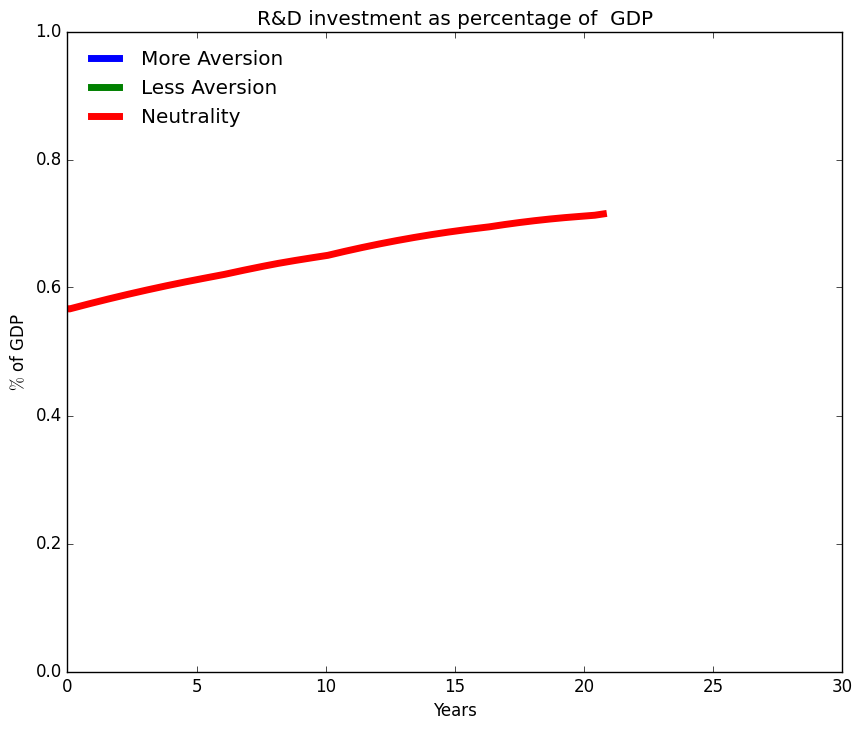 R&D investment as percentage of  GDP
More Aversion
Less Aversion
Neutrality
1.0
0.8
0.6
0.4
0.2
0.0
% of GDP
0 5 10 15 20 25 30
Years